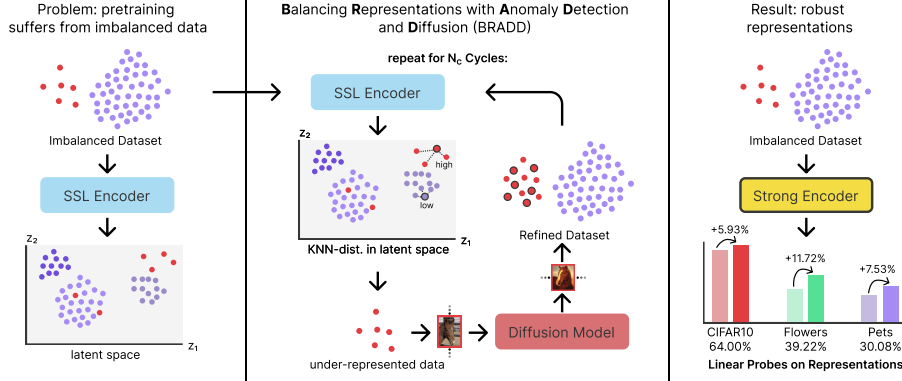 Problem: pretraining
suffers from imbalanced data
Imbalanced Dataset
SSL Encoder
z₂
z₁
latent space
Balancing Representations with Anomaly Detection
and Diffusion (BRADD)
repeat for N꜀ Cycles:
SSL Encoder
z₂
high
low
z₁
KNN-dist. in latent space
under-represented data
Diffusion Model
Refined Dataset
Result: robust
representations
Imbalanced Dataset
Strong Encoder
+5.93%
+11.72%
+7.53%
CIFAR10 Flowers Pets
64.00% 39.22% 30.08%
Linear Probes on Representations